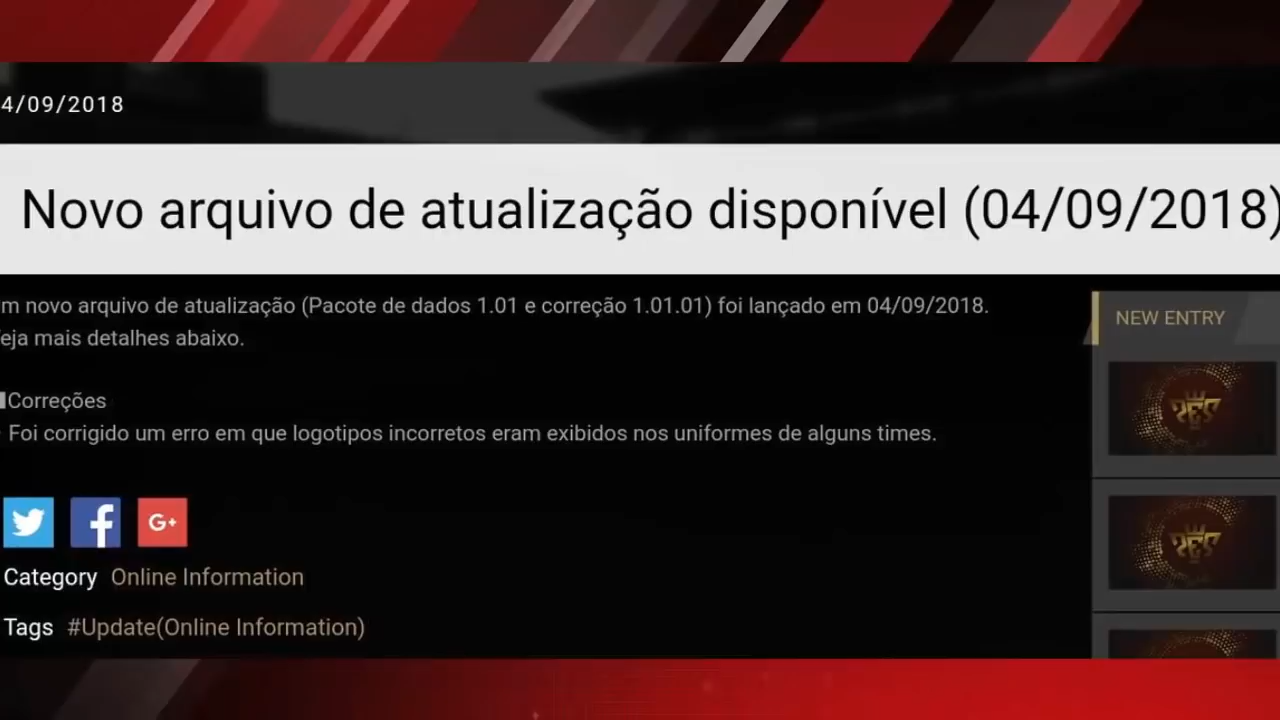 4/09/2018
Novo arquivo de atualização disponível (04/09/2018)
m novo arquivo de atualização (Pacote de dados 1.01 e correção 1.01.01) foi lançado em 04/09/2018.
eja mais detalhes abaixo.
NEW ENTRY
Correções
Foi corrigido um erro em que logotipos incorretos eram exibidos nos uniformes de alguns times.
PES
PES
G+
Category Online Information
Tags #Update(Online Information)